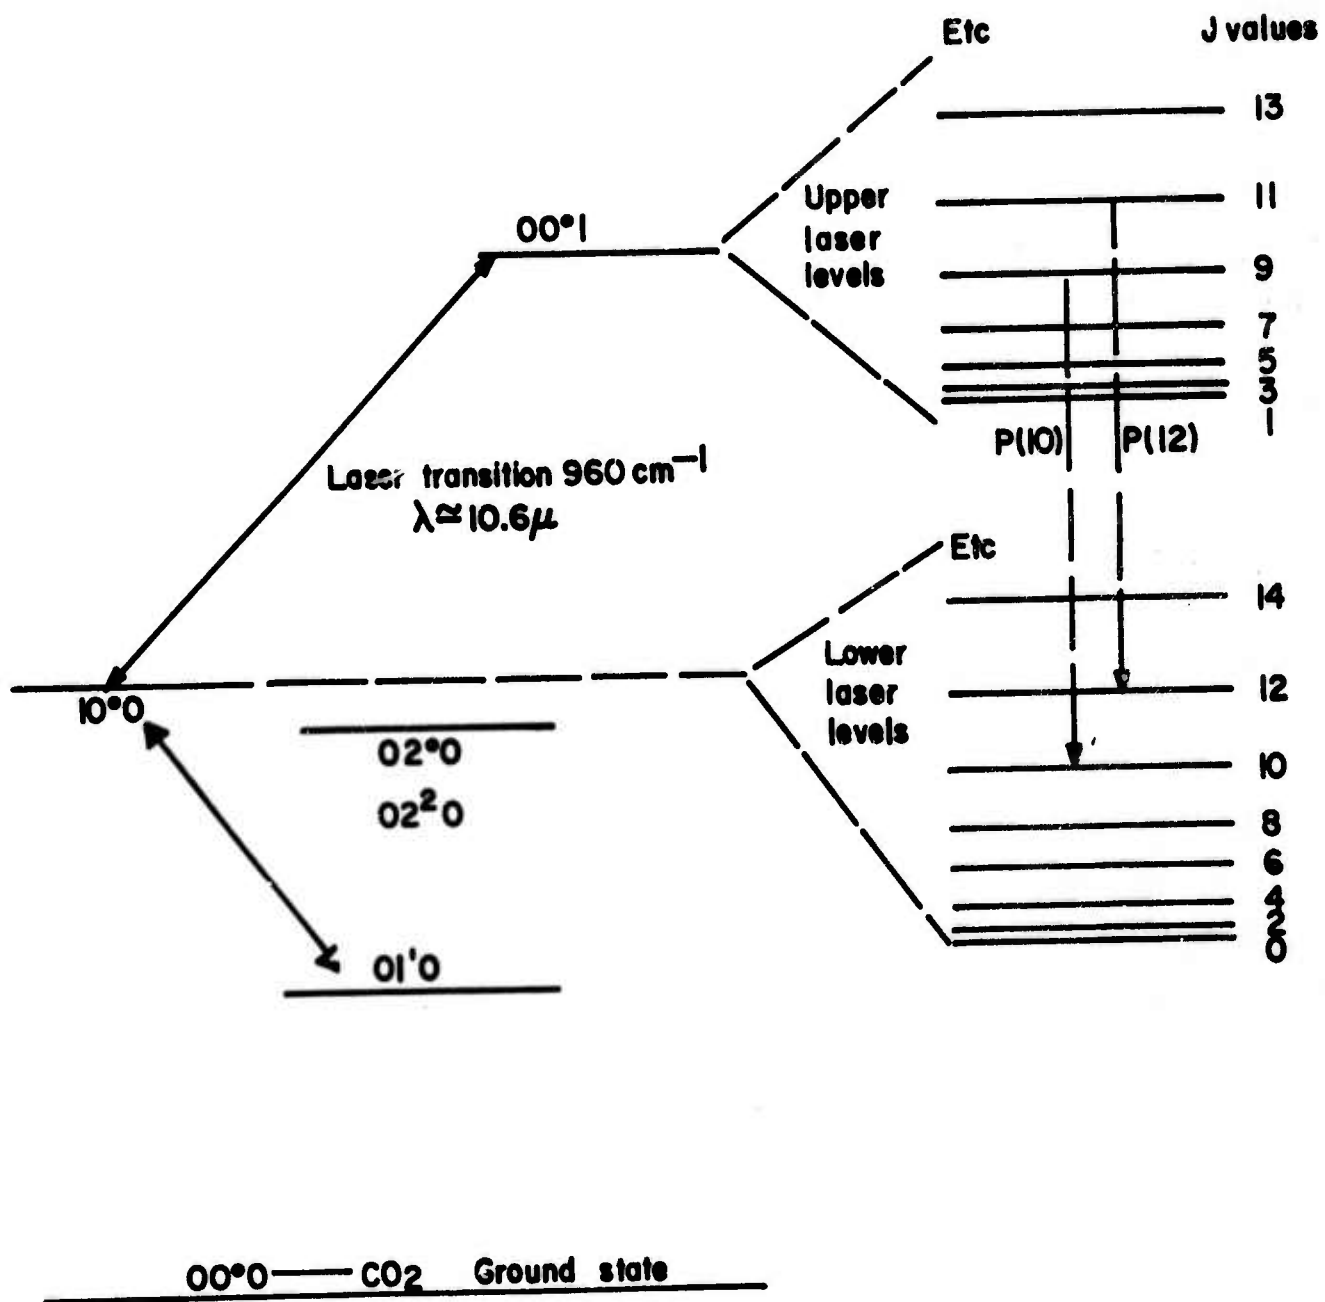 Etc
J values
13
11
9
7
5
3
1
Upper
laser
levels
00°1
P(10)
P(12)
Laser transition 960 cm⁻¹
λ≃10.6μ
Etc
14
12
10
8
6
4
2
0
Lower
laser
levels
10°0
02°0
02²0
01'0
00°0 — CO₂ Ground state